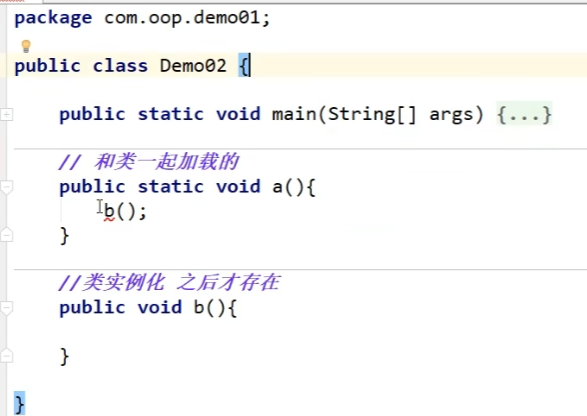 package com.oop.demo01;
public class Demo02 {
public static void main(String[] args) {...}
// 和类一起加载的
public static void a(){
b();
}
//类实例化 之后才存在
public void b(){
}
}